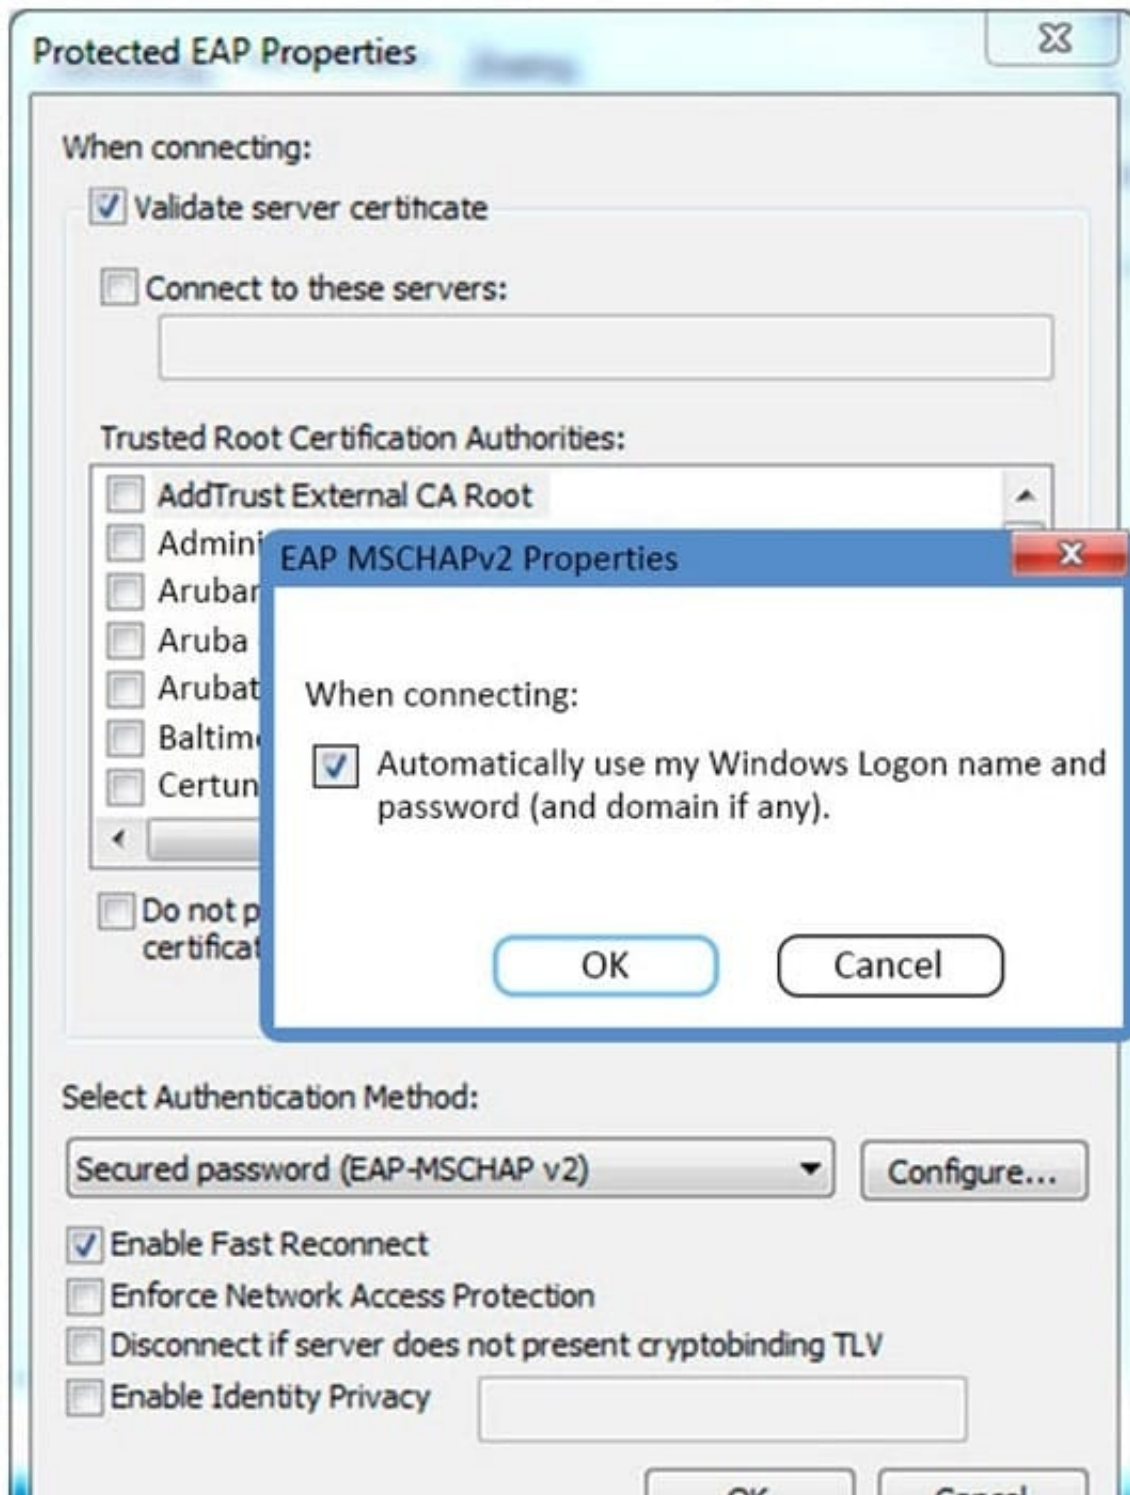 Protected EAP Properties
When connecting:
Validate server certificate
Connect to these servers:
Trusted Root Certification Authorities:
AddTrust External CA Root
Admini
Arubar
Aruba
Arubat
Baltim
Certun
EAP MSCHAPv2 Properties
When connecting:
Automatically use my Windows Logon name and
password (and domain if any).
OK Cancel
Do not p
certificat
Select Authentication Method:
Secured password (EAP-MSCHAP v2) Configure...
Enable Fast Reconnect
Enforce Network Access Protection
Disconnect if server does not present cryptobinding TLV
Enable Identity Privacy
OK Cancel